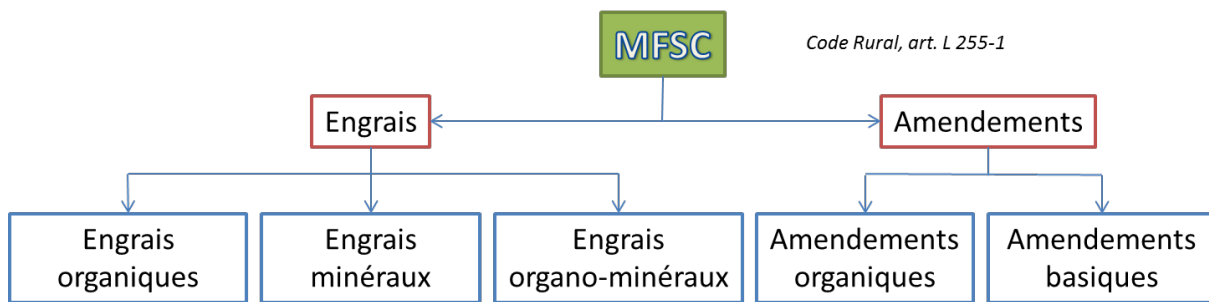 MFSC
Code Rural, art. L 255-1
Engrais
Amendements
Engrais
organiques
Engrais
minéraux
Engrais
organo-minéraux
Amendements
organiques
Amendements
basiques